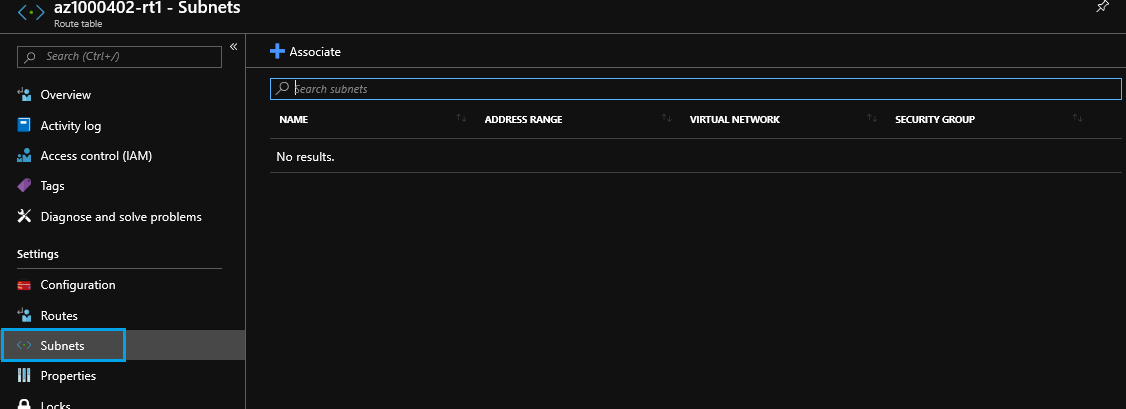 az1000402-rt1 - Subnets
Route table
Search (Ctrl+/)
«
Overview
Activity log
Access control (IAM)
Tags
Diagnose and solve problems
Settings
Configuration
Routes
Subnets
Properties
Locks
Associate
Search subnets
NAME ADDRESS RANGE VIRTUAL NETWORK SECURITY GROUP
No results.